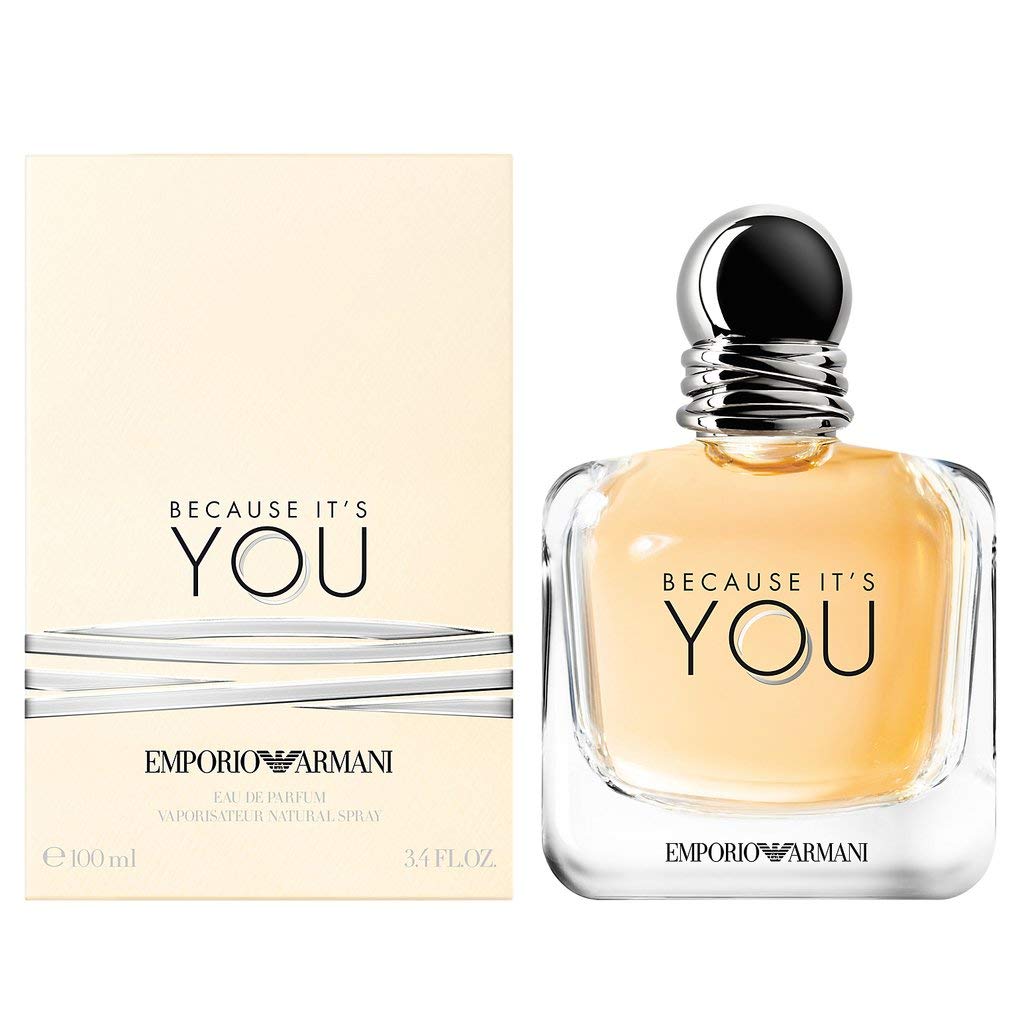 BECAUSE IT'S
YOU
EMPORIO ARMANI
EAU DE PARFUM
VAPORISATEUR NATURAL SPRAY
e 100 ml 3.4 FL.OZ.
BECAUSE IT'S
YOU
EMPORIO ARMANI